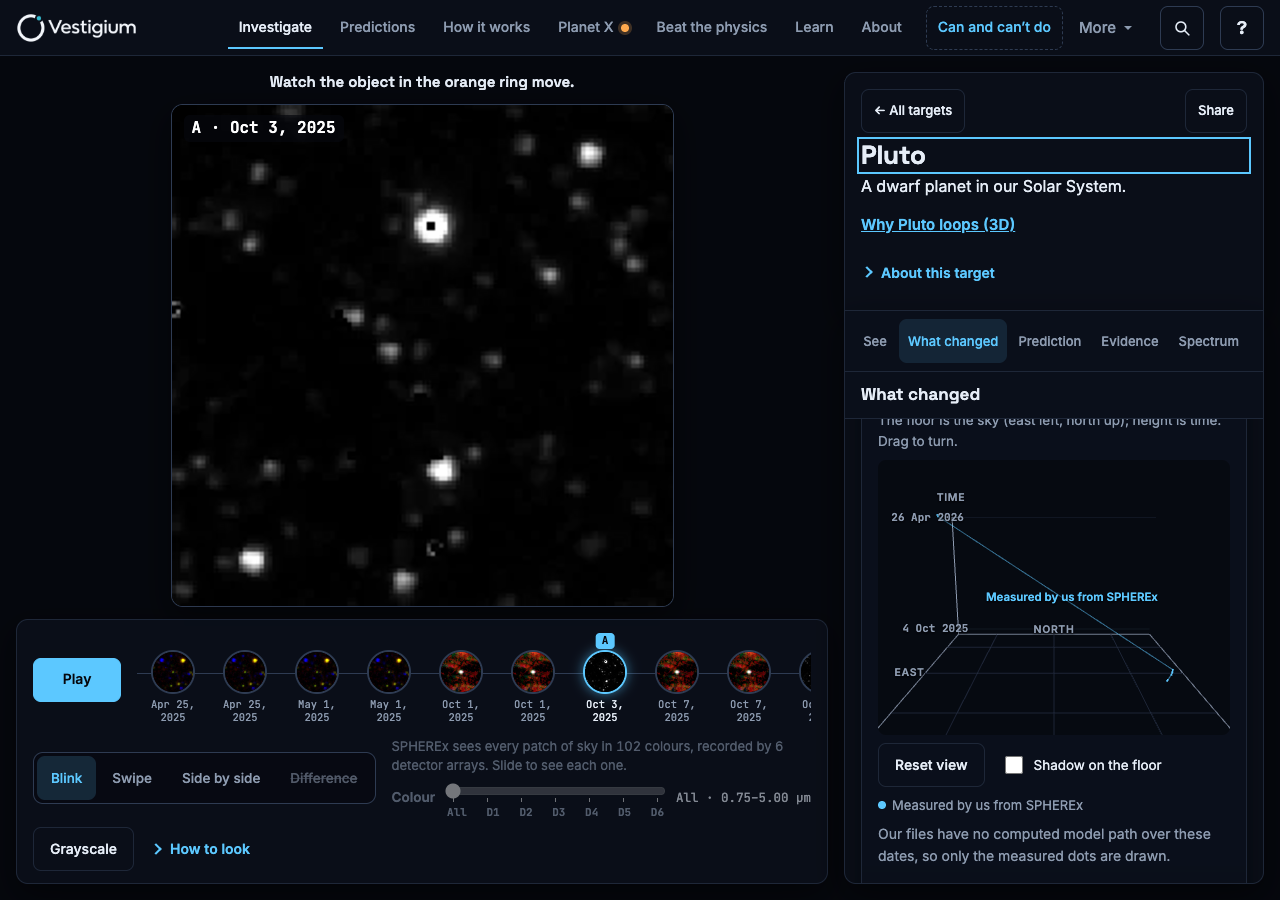 Vestigium
Investigate
Predictions
How it works
Planet X
Beat the physics
Learn
About
Can and can't do
More
?
Watch the object in the orange ring move.
A · Oct 3, 2025
← All targets
Share
Pluto
A dwarf planet in our Solar System.
Why Pluto loops (3D)
About this target
See
What changed
Prediction
Evidence
Spectrum
What changed
The floor is the sky (east left, north up); height is time.
Drag to turn.
TIME
26 Apr 2026
Measured by us from SPHEREx
4 Oct 2025
NORTH
EAST
Reset view
Shadow on the floor
Measured by us from SPHEREx
Our files have no computed model path over these
dates, so only the measured dots are drawn.
A
Play
Apr 25,
2025
Apr 25,
2025
May 1,
2025
May 1,
2025
Oct 1,
2025
Oct 1,
2025
Oct 3,
2025
Oct 7,
2025
Oct 7,
2025
Blink
Swipe
Side by side
Difference
SPHEREx sees every patch of sky in 102 colours, recorded by 6
detector arrays. Slide to see each one.
Colour
All · 0.75–5.00 µm
All
D1
D2
D3
D4
D5
D6
Grayscale
How to look